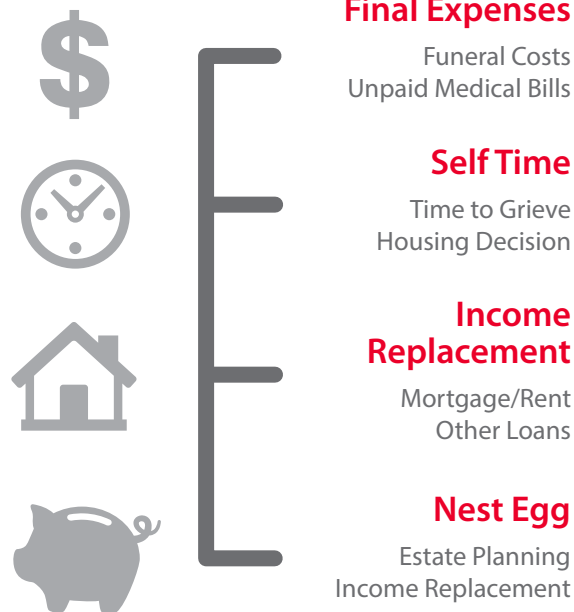 Final Expenses
Funeral Costs
Unpaid Medical Bills
Self Time
Time to Grieve
Housing Decision
Income
Replacement
Mortgage/Rent
Other Loans
Nest Egg
Estate Planning
Income Replacement